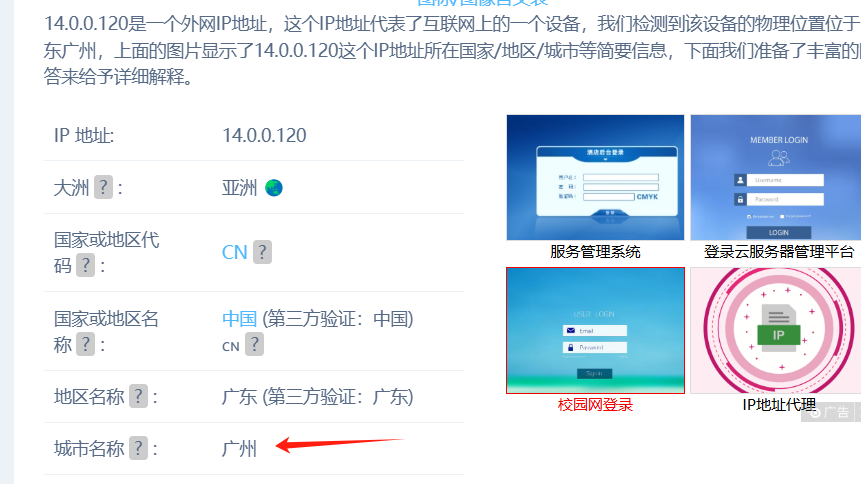 14.0.0.120是一个外网IP地址，这个IP地址代表了互联网上的一个设备，我们检测到该设备的物理位置位于
东广州，上面的图片显示了14.0.0.120这个IP地址所在国家/地区/城市等简要信息，下面我们准备了丰富的
答来给予详细解释。
IP 地址: 14.0.0.120
大洲 ? : 亚洲
国家或地区代
码 ? : CN ?
国家或地区名
称 ? : 中国 (第三方验证：中国)
CN ?
地区名称 ? : 广东 (第三方验证：广东)
城市名称 ? : 广州
酒店后台登录
CMYK
服务管理系统
MEMBER LOGIN
Username
Password
LOGIN
登录云服务器管理平台
USER LOGIN
Email
Password
Sign in
校园网登录
IP
IP地址代理
广告